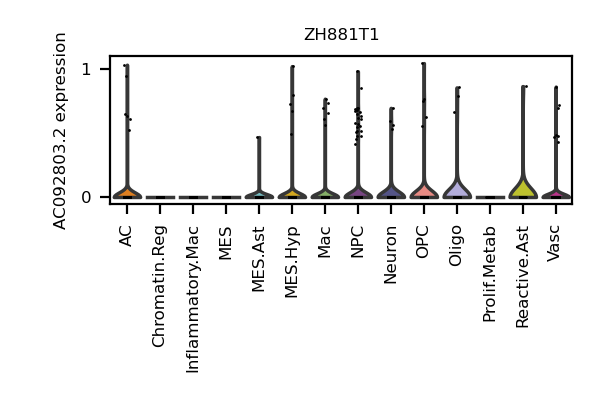 ZH881T1
AC092803.2 expression
1
0
AC
Chromatin.Reg
Inflammatory.Mac
MES
MES.Ast
MES.Hyp
Mac
NPC
Neuron
OPC
Oligo
Prolif.Metab
Reactive.Ast
Vasc